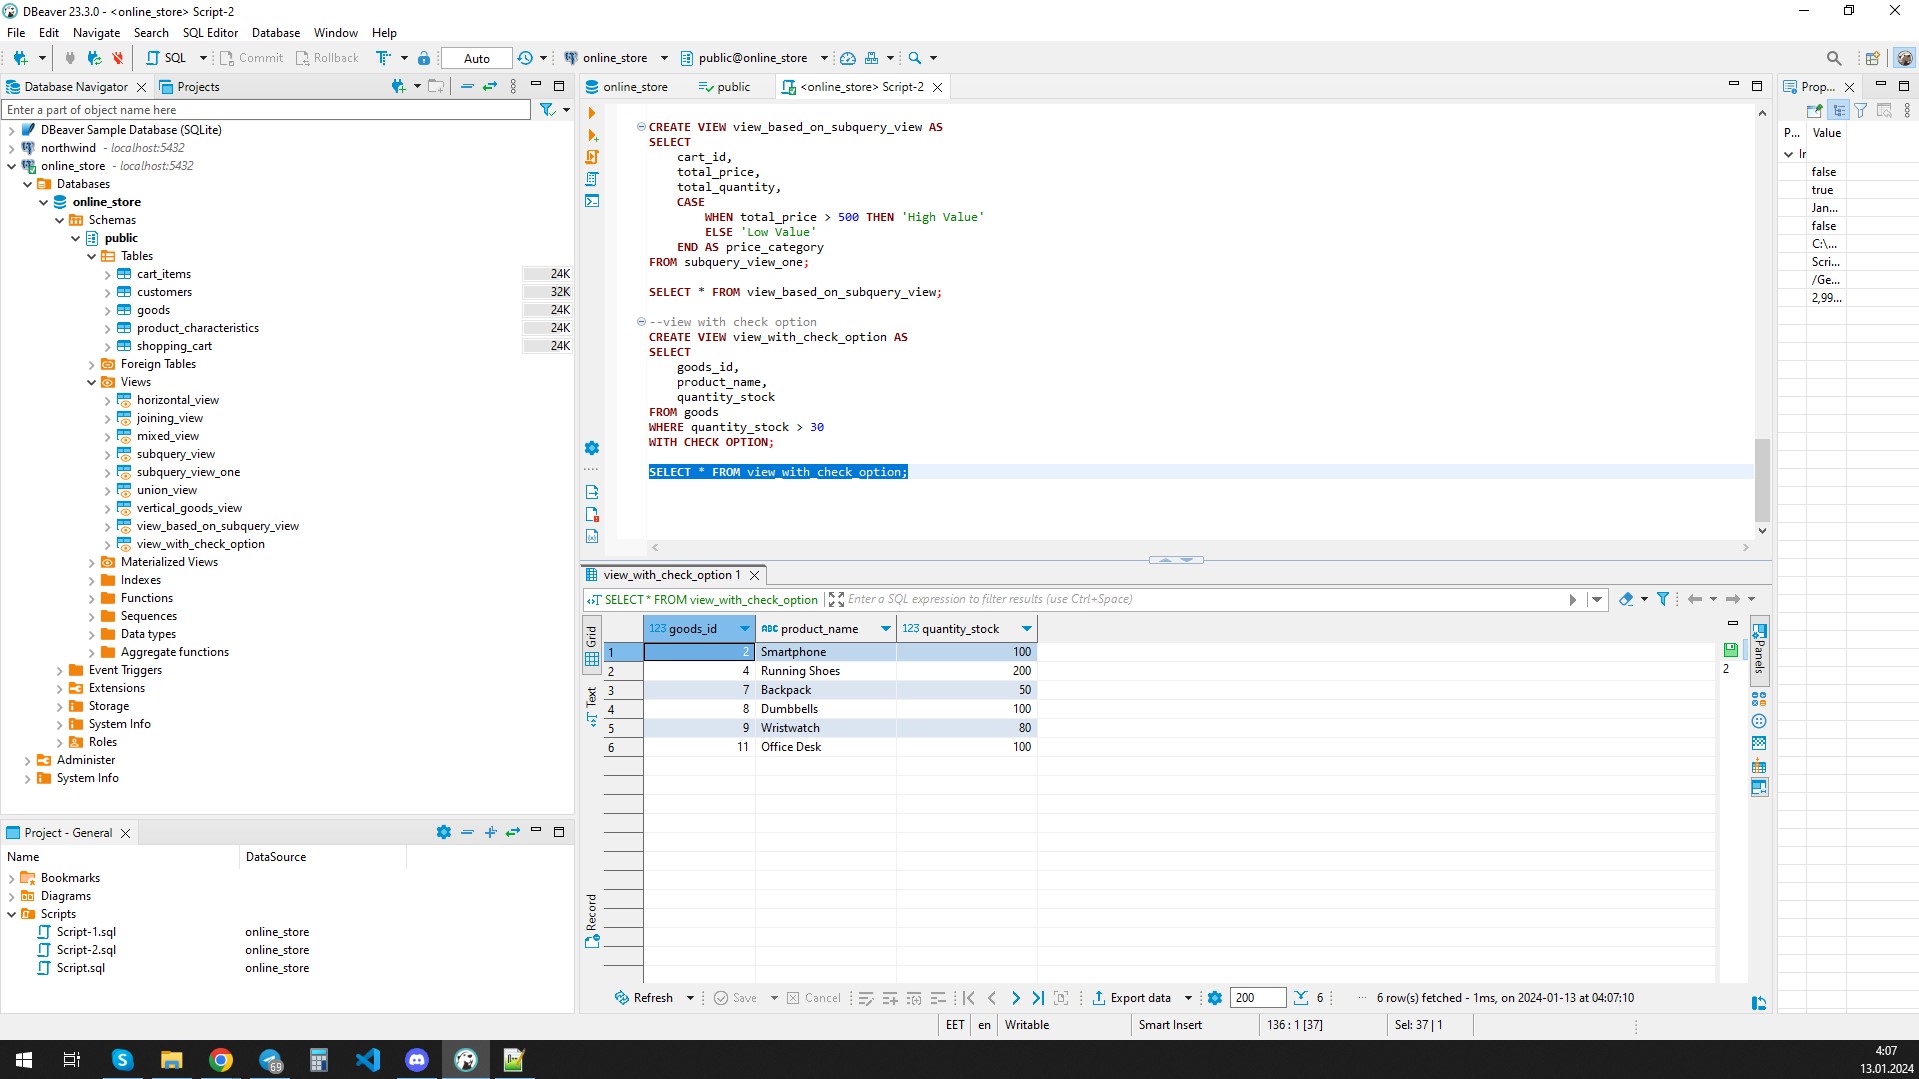 DBeaver 23.3.0 - <online_store> Script-2
File Edit Navigate Search SQL Editor Database Window Help
SQL Commit Rollback Auto online_store public@online_store
Database Navigator Projects
Enter a part of object name here
DBeaver Sample Database (SQLite)
northwind - localhost:5432
online_store - localhost:5432
Databases
online_store
Schemas
public
Tables
cart_items 24K
customers 32K
goods 24K
product_characteristics 24K
shopping_cart 24K
Foreign Tables
Views
horizontal_view
joining_view
mixed_view
subquery_view
subquery_view_one
union_view
vertical_goods_view
view_based_on_subquery_view
view_with_check_option
Materialized Views
Indexes
Functions
Sequences
Data types
Aggregate functions
Event Triggers
Extensions
Storage
System Info
Roles
Administer
System Info
Project - General
Name DataSource
Bookmarks
Diagrams
Scripts
Script-1.sql online_store
Script-2.sql online_store
Script.sql online_store
online_store public <online_store> Script-2
CREATE VIEW view_based_on_subquery_view AS
SELECT
cart_id,
total_price,
total_quantity,
CASE
WHEN total_price > 500 THEN 'High Value'
ELSE 'Low Value'
END AS price_category
FROM subquery_view_one;
SELECT * FROM view_based_on_subquery_view;
--view with check option
CREATE VIEW view_with_check_option AS
SELECT
goods_id,
product_name,
quantity_stock
FROM goods
WHERE quantity_stock > 30
WITH CHECK OPTION;
SELECT * FROM view_with_check_option;
view_with_check_option 1
SELECT * FROM view_with_check_option Enter a SQL expression to filter results (use Ctrl+Space)
Grid
Text
Record
123 goods_id ABC product_name 123 quantity_stock
1 2 Smartphone 100
2 4 Running Shoes 200
3 7 Backpack 50
4 8 Dumbbells 100
5 9 Wristwatch 80
6 11 Office Desk 100
2
Panels
Refresh Save Cancel Export data 200 6 ... 6 row(s) fetched - 1ms, on 2024-01-13 at 04:07:10
EET en Writable Smart Insert 136 : 1 [37] Sel: 37 | 1
Prop...
P... Value
Ir
false
true
Jan...
false
C:\...
Scri...
/Ge...
2,99...
69
4:07
13.01.2024